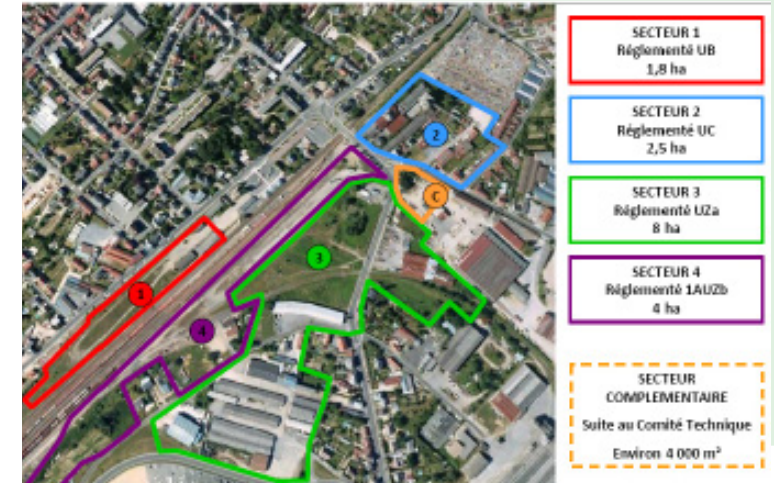 SECTEUR 1
Réglementé UB
1,8 ha
SECTEUR 2
Réglementé UC
2,5 ha
SECTEUR 3
Réglementé UZa
8 ha
SECTEUR 4
Réglementé 1AUZb
4 ha
SECTEUR
COMPLEMENTAIRE
Suite au Comité Technique
Environ 4 000 m²
2
C
3
1
4